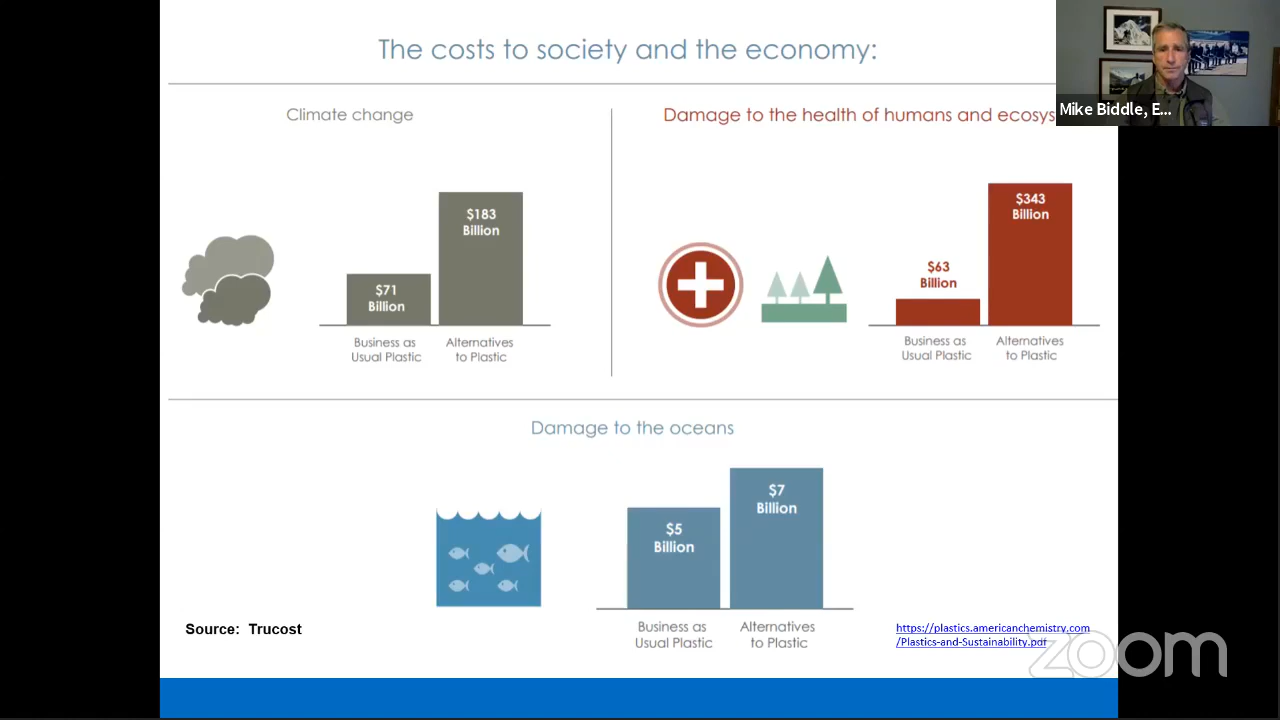 The costs to society and the economy:
Mike Biddle, E...
Climate change
Damage to the health of humans and ecosys
$183
Billion
$71
Billion
Business as
Usual Plastic
Alternatives
to Plastic
$343
Billion
$63
Billion
Business as
Usual Plastic
Alternatives
to Plastic
Damage to the oceans
$7
Billion
$5
Billion
Business as
Usual Plastic
Alternatives
to Plastic
Source: Trucost
https://plastics.americanchemistry.com
/Plastics-and-Sustainability.pdf
zoom